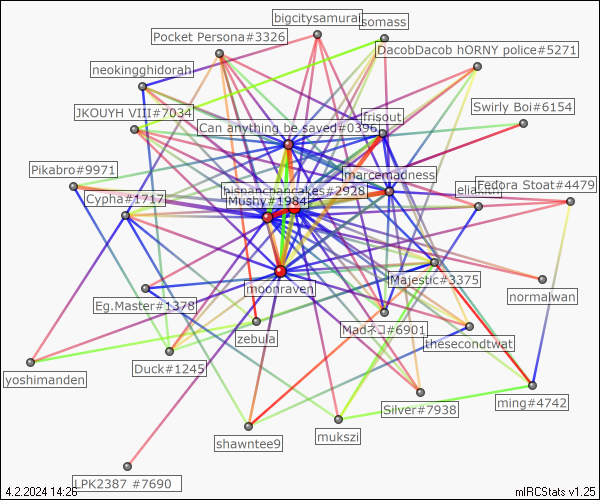 bigcitysamurai
somass
Pocket Persona#3326
DacobDacob hORNY police#5271
neokingghidorah
Swirly Boi#6154
JKOUYH VIII#7034
frisout
Can anything be saved#0396
Pikabro#9971
marcemadness
eliakith
Fedora Stoat#4479
hispanchancakes#2928
Cypha#1717
Mushy#1984
moonraven
Majestic#3375
normalwan
Eg.Master#1378
zebula
Madネコ#6901
thesecondtwat
yoshimanden
Duck#1245
Silver#7938
ming#4742
shawntee9
mukszi
LPK2387 #7690
4.2.2024 14:26
mIRCStats v1.25